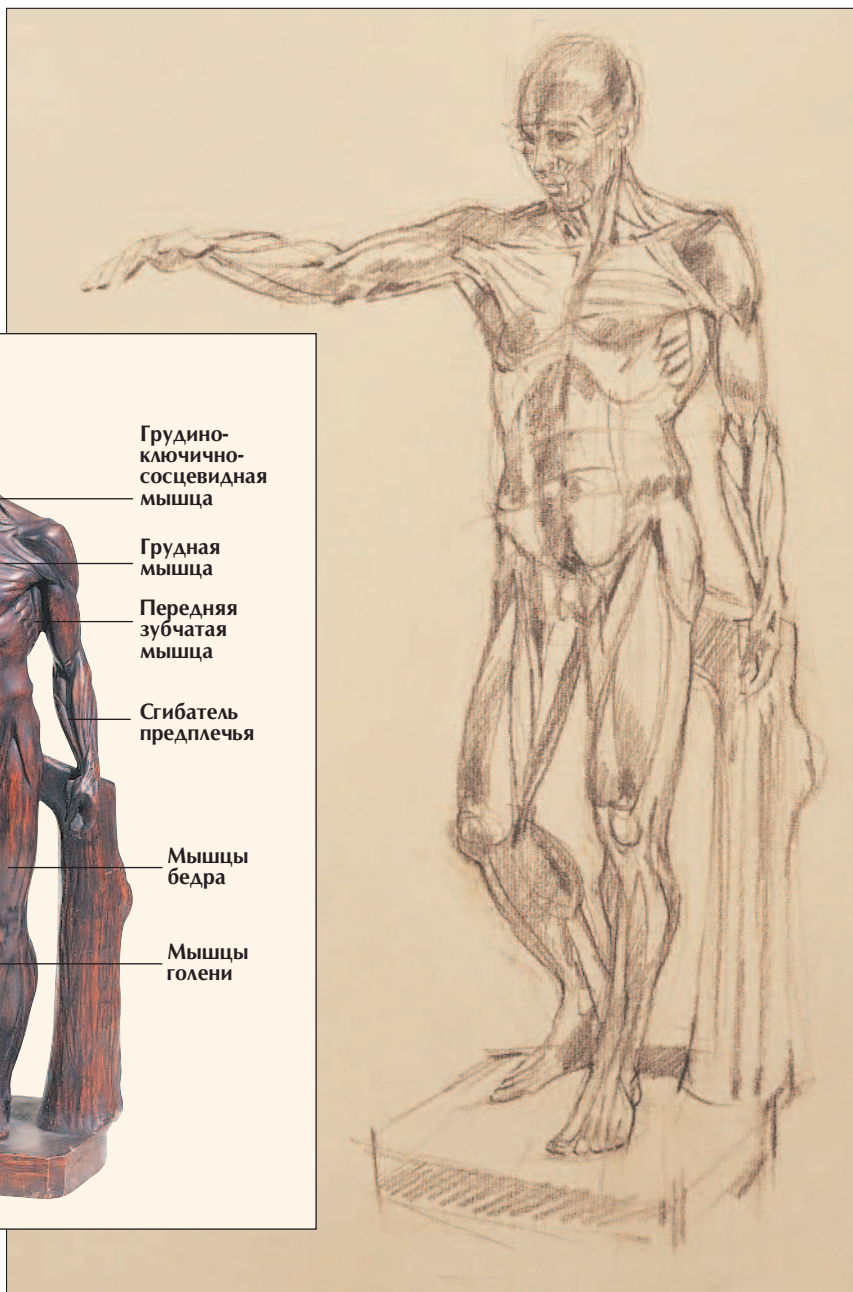 Грудино-
ключично-
сосцевидная
мышца
Грудная
мышца
Передняя
зубчатая
мышца
Сгибатель
предплечья
Мышцы
бедра
Мышцы
голени